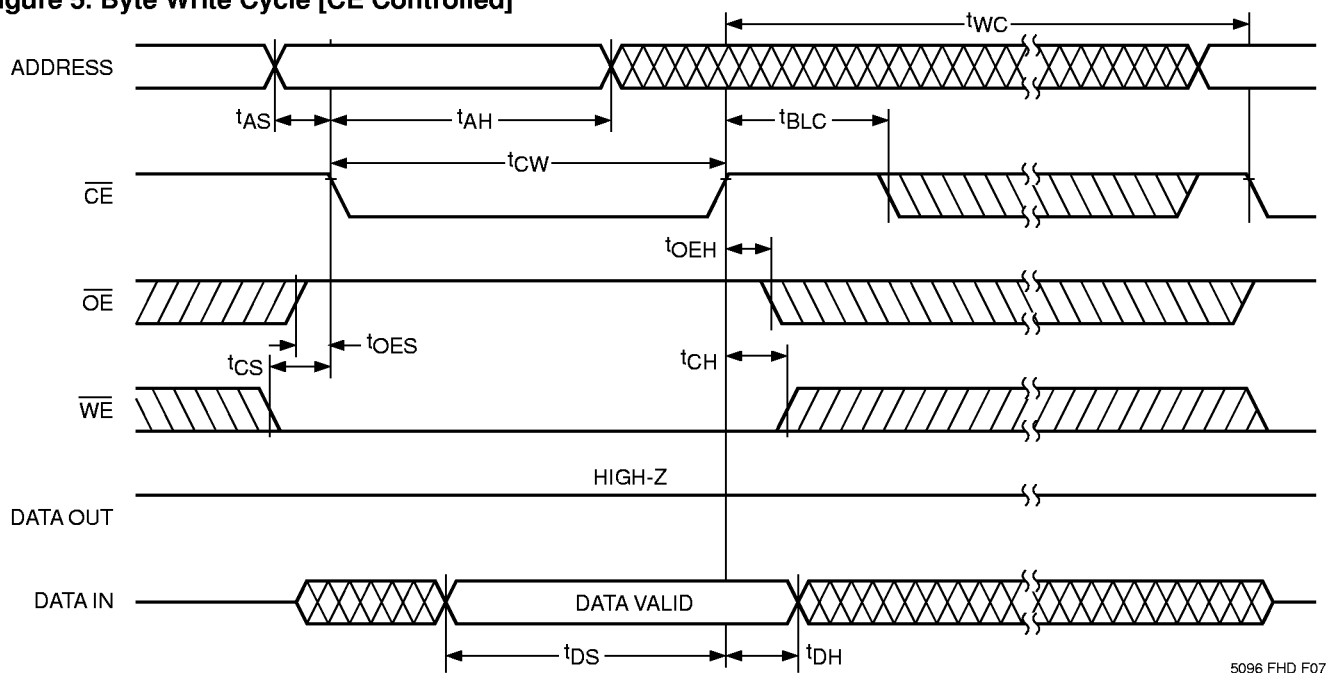 igure 5. Byte Write Cycle [CE Controlled]
tWC
ADDRESS
tAS
tAH
tBLC
tCW
CE
tOEH
OE
tOES
tCS
tCH
WE
HIGH-Z
DATA OUT
DATA IN
DATA VALID
tDS
tDH
5096 FHD F07